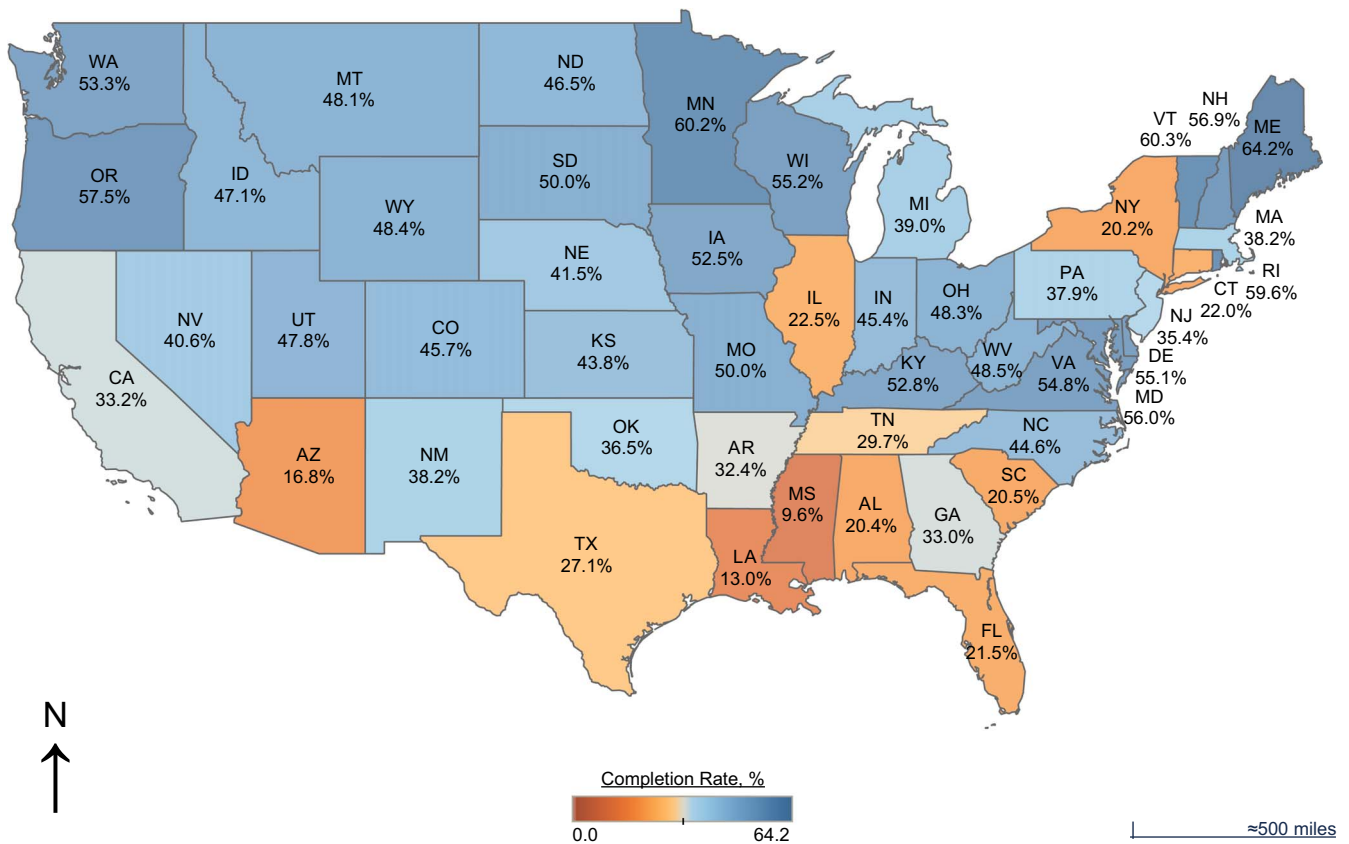 WA
53.3%
MT
48.1%
ND
46.5%
MN
60.2%
VT
60.3%
NH
56.9%
ME
64.2%
OR
57.5%
ID
47.1%
WY
48.4%
SD
50.0%
WI
55.2%
MI
39.0%
NY
20.2%
MA
38.2%
RI
59.6%
CT
22.0%
NE
41.5%
IA
52.5%
PA
37.9%
NJ
35.4%
NV
40.6%
UT
47.8%
CO
45.7%
KS
43.8%
MO
50.0%
IL
22.5%
IN
45.4%
OH
48.3%
WV
48.5%
KY
52.8%
VA
54.8%
DE
55.1%
MD
56.0%
CA
33.2%
AZ
16.8%
NM
38.2%
OK
36.5%
AR
32.4%
TN
29.7%
NC
44.6%
SC
20.5%
TX
27.1%
LA
13.0%
MS
9.6%
AL
20.4%
GA
33.0%
FL
21.5%
N
Completion Rate, %
0.0
64.2
≈500 miles